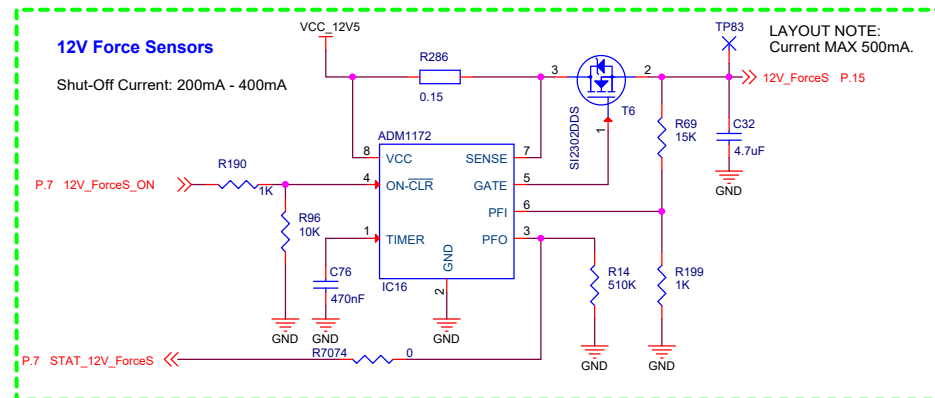 12V Force Sensors
Shut-Off Current: 200mA - 400mA
VCC_12V5
R286
0.15
3
2
T6
SI2302DDS
1
TP83
LAYOUT NOTE:
Current MAX 500mA.
12V_ForceS P.15
R69
15K
C32
4.7uF
GND
ADM1172
8
VCC
SENSE
7
R190
1K
P.7 12V_ForceS_ON
4
ON-CLR
GATE
5
PFI
6
R96
10K
1
TIMER
PFO
3
GND
2
IC16
C76
470nF
R14
510K
R199
1K
GND
GND
GND
GND
GND
P.7 STAT_12V_ForceS
R7074
0